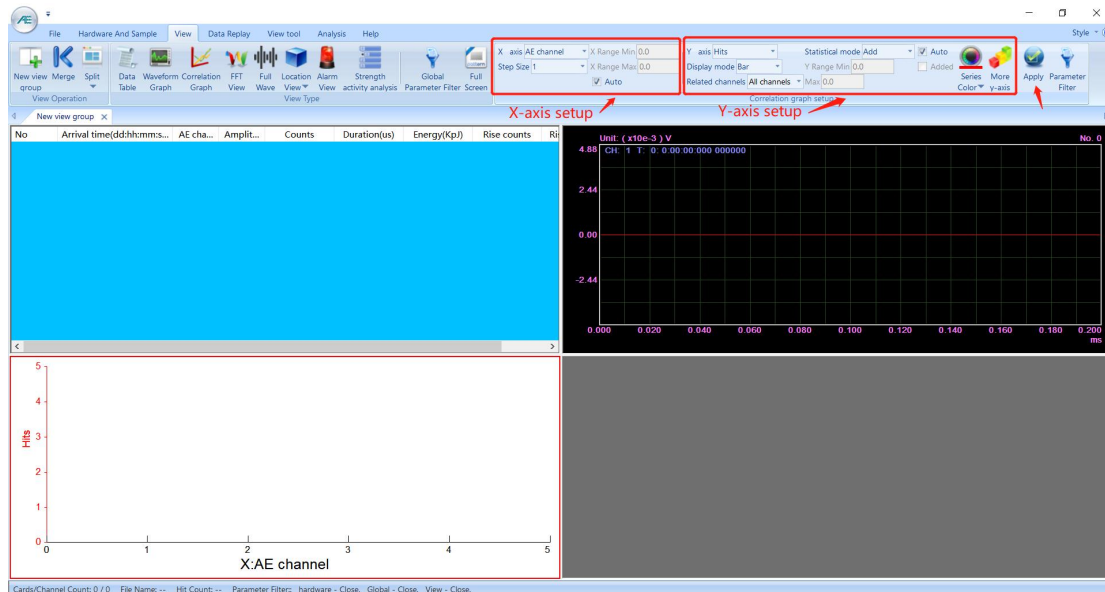 AE
File Hardware And Sample View Data Replay View tool Analysis Help Style
X axis AE channel X Range Min 0.0
Step Size 1 X Range Max 0.0
Auto
Y axis Hits Statistical mode Add Auto
Display mode Bar Y Range Min 0.0 Added
Related channels All channels Max 0.0
New view group Merge Split Data Table Waveform Graph Correlation Graph FFT View Full Wave Location View Alarm View Strength activity analysis Global Parameter Filter Full Screen Series Color More y-axis Apply Parameter Filter
View Operation View Type Correlation graph setup
X-axis setup Y-axis setup
New view group
No Arrival time(dd:hh:mm:s... AE cha... Amplit... Counts Duration(us) Energy(KpJ) Rise counts Ri
Unit: ( x10e-3 ) V No. 0
CH: 1 T: 0: 0:00:00:000 000000
4.88
2.44
0.00
-2.44
0.000 0.020 0.040 0.060 0.080 0.100 0.120 0.140 0.160 0.180 0.200
ms
5
4
3
2
1
0
Hits
0 1 2 3 4 5
X:AE channel
Cards/Channel Count: 0 / 0 File Name: -- Hit Count: -- Parameter Filter: hardware - Close, Global - Close, View - Close,